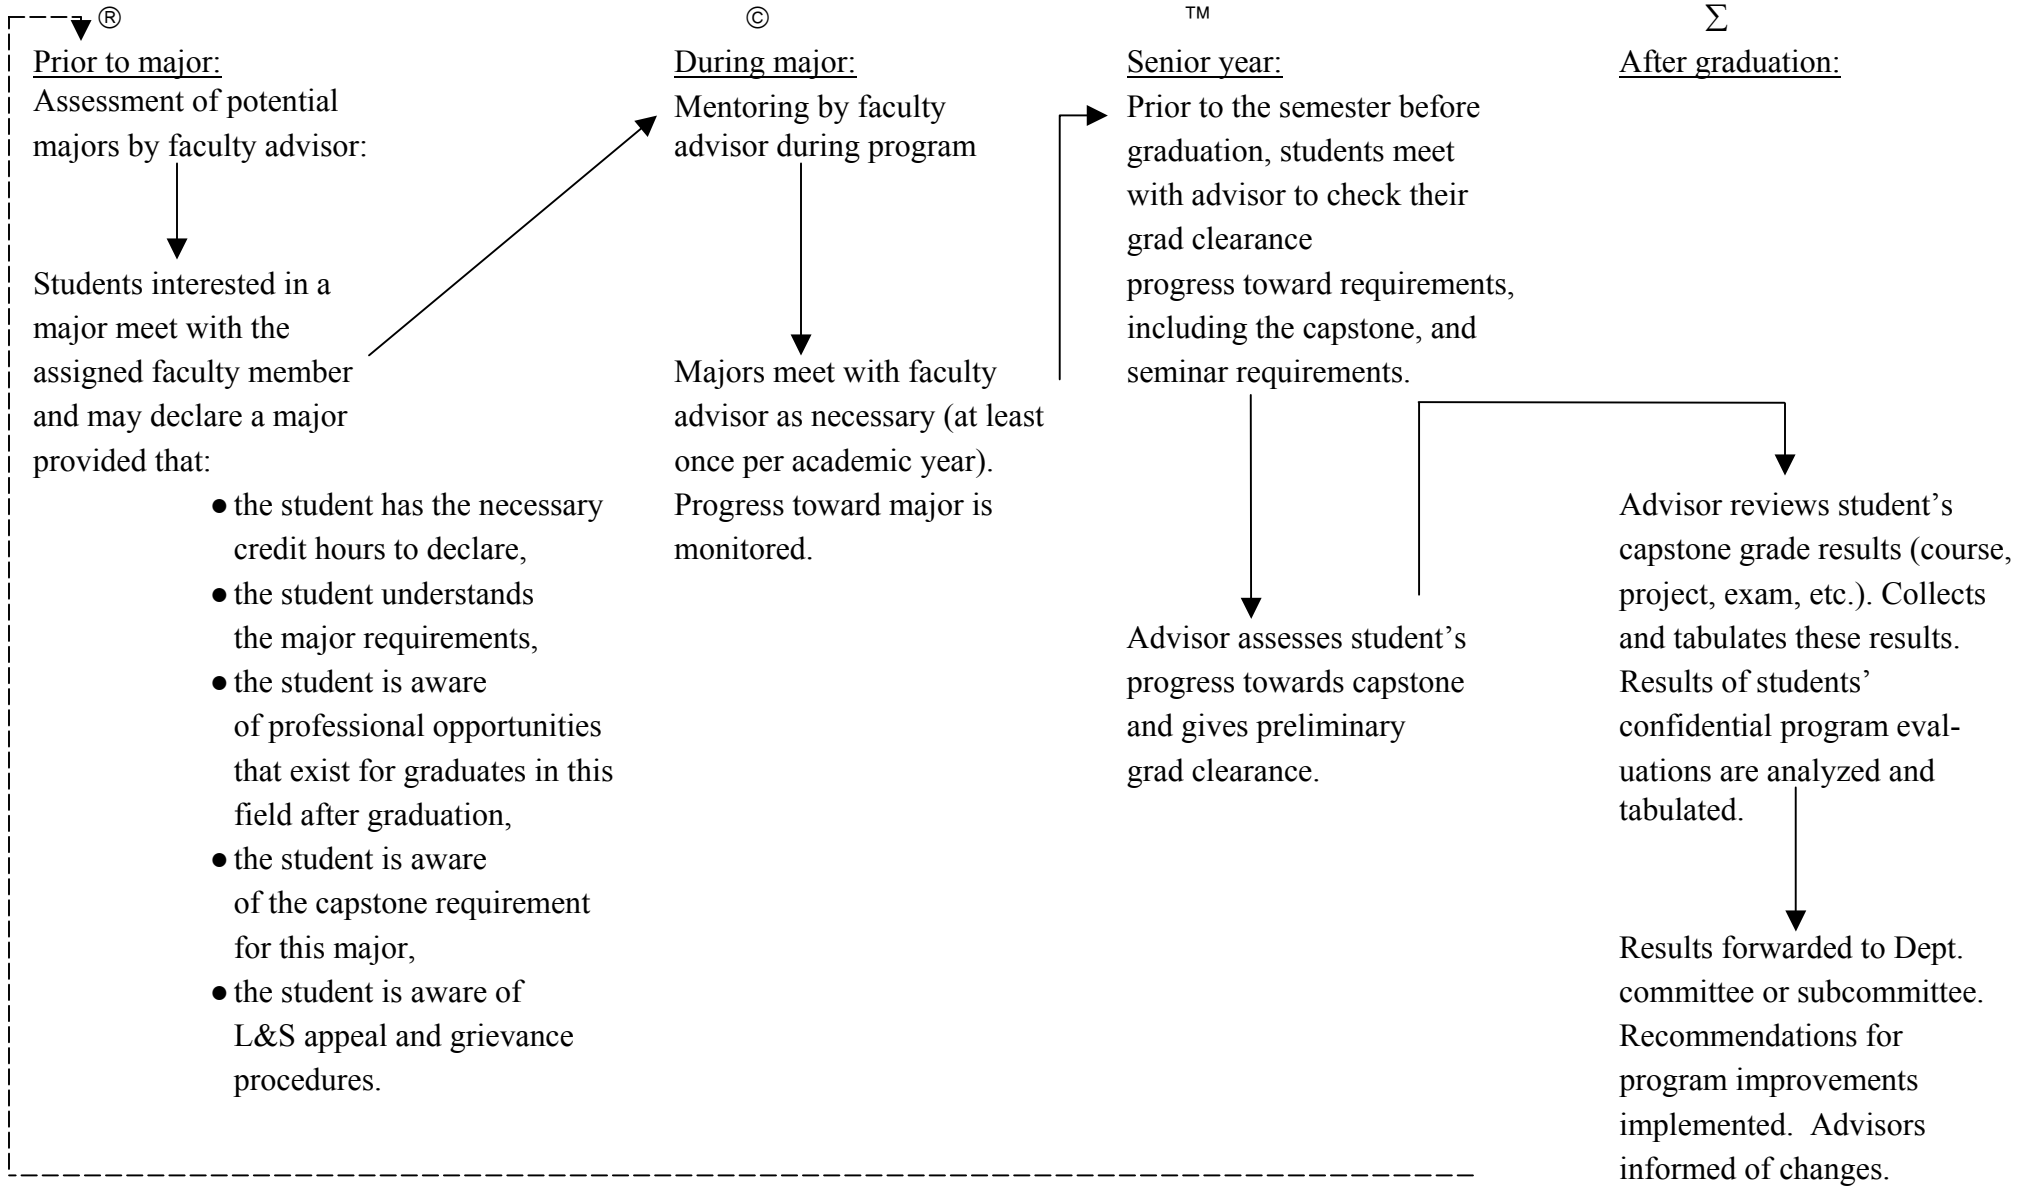 ®
Prior to major:
Assessment of potential
majors by faculty advisor:
Students interested in a
major meet with the
assigned faculty member
and may declare a major
provided that:
● the student has the necessary
credit hours to declare,
● the student understands
the major requirements,
● the student is aware
of professional opportunities
that exist for graduates in this
field after graduation,
● the student is aware
of the capstone requirement
for this major,
● the student is aware of
L&S appeal and grievance
procedures.
©
During major:
Mentoring by faculty
advisor during program
Majors meet with faculty
advisor as necessary (at least
once per academic year).
Progress toward major is
monitored.
™
Senior year:
Prior to the semester before
graduation, students meet
with advisor to check their
grad clearance
progress toward requirements,
including the capstone, and
seminar requirements.
Advisor assesses student’s
progress towards capstone
and gives preliminary
grad clearance.
∑
After graduation:
Advisor reviews student’s
capstone grade results (course,
project, exam, etc.). Collects
and tabulates these results.
Results of students’
confidential program eval-
uations are analyzed and
tabulated.
Results forwarded to Dept.
committee or subcommittee.
Recommendations for
program improvements
implemented.  Advisors
informed of changes.